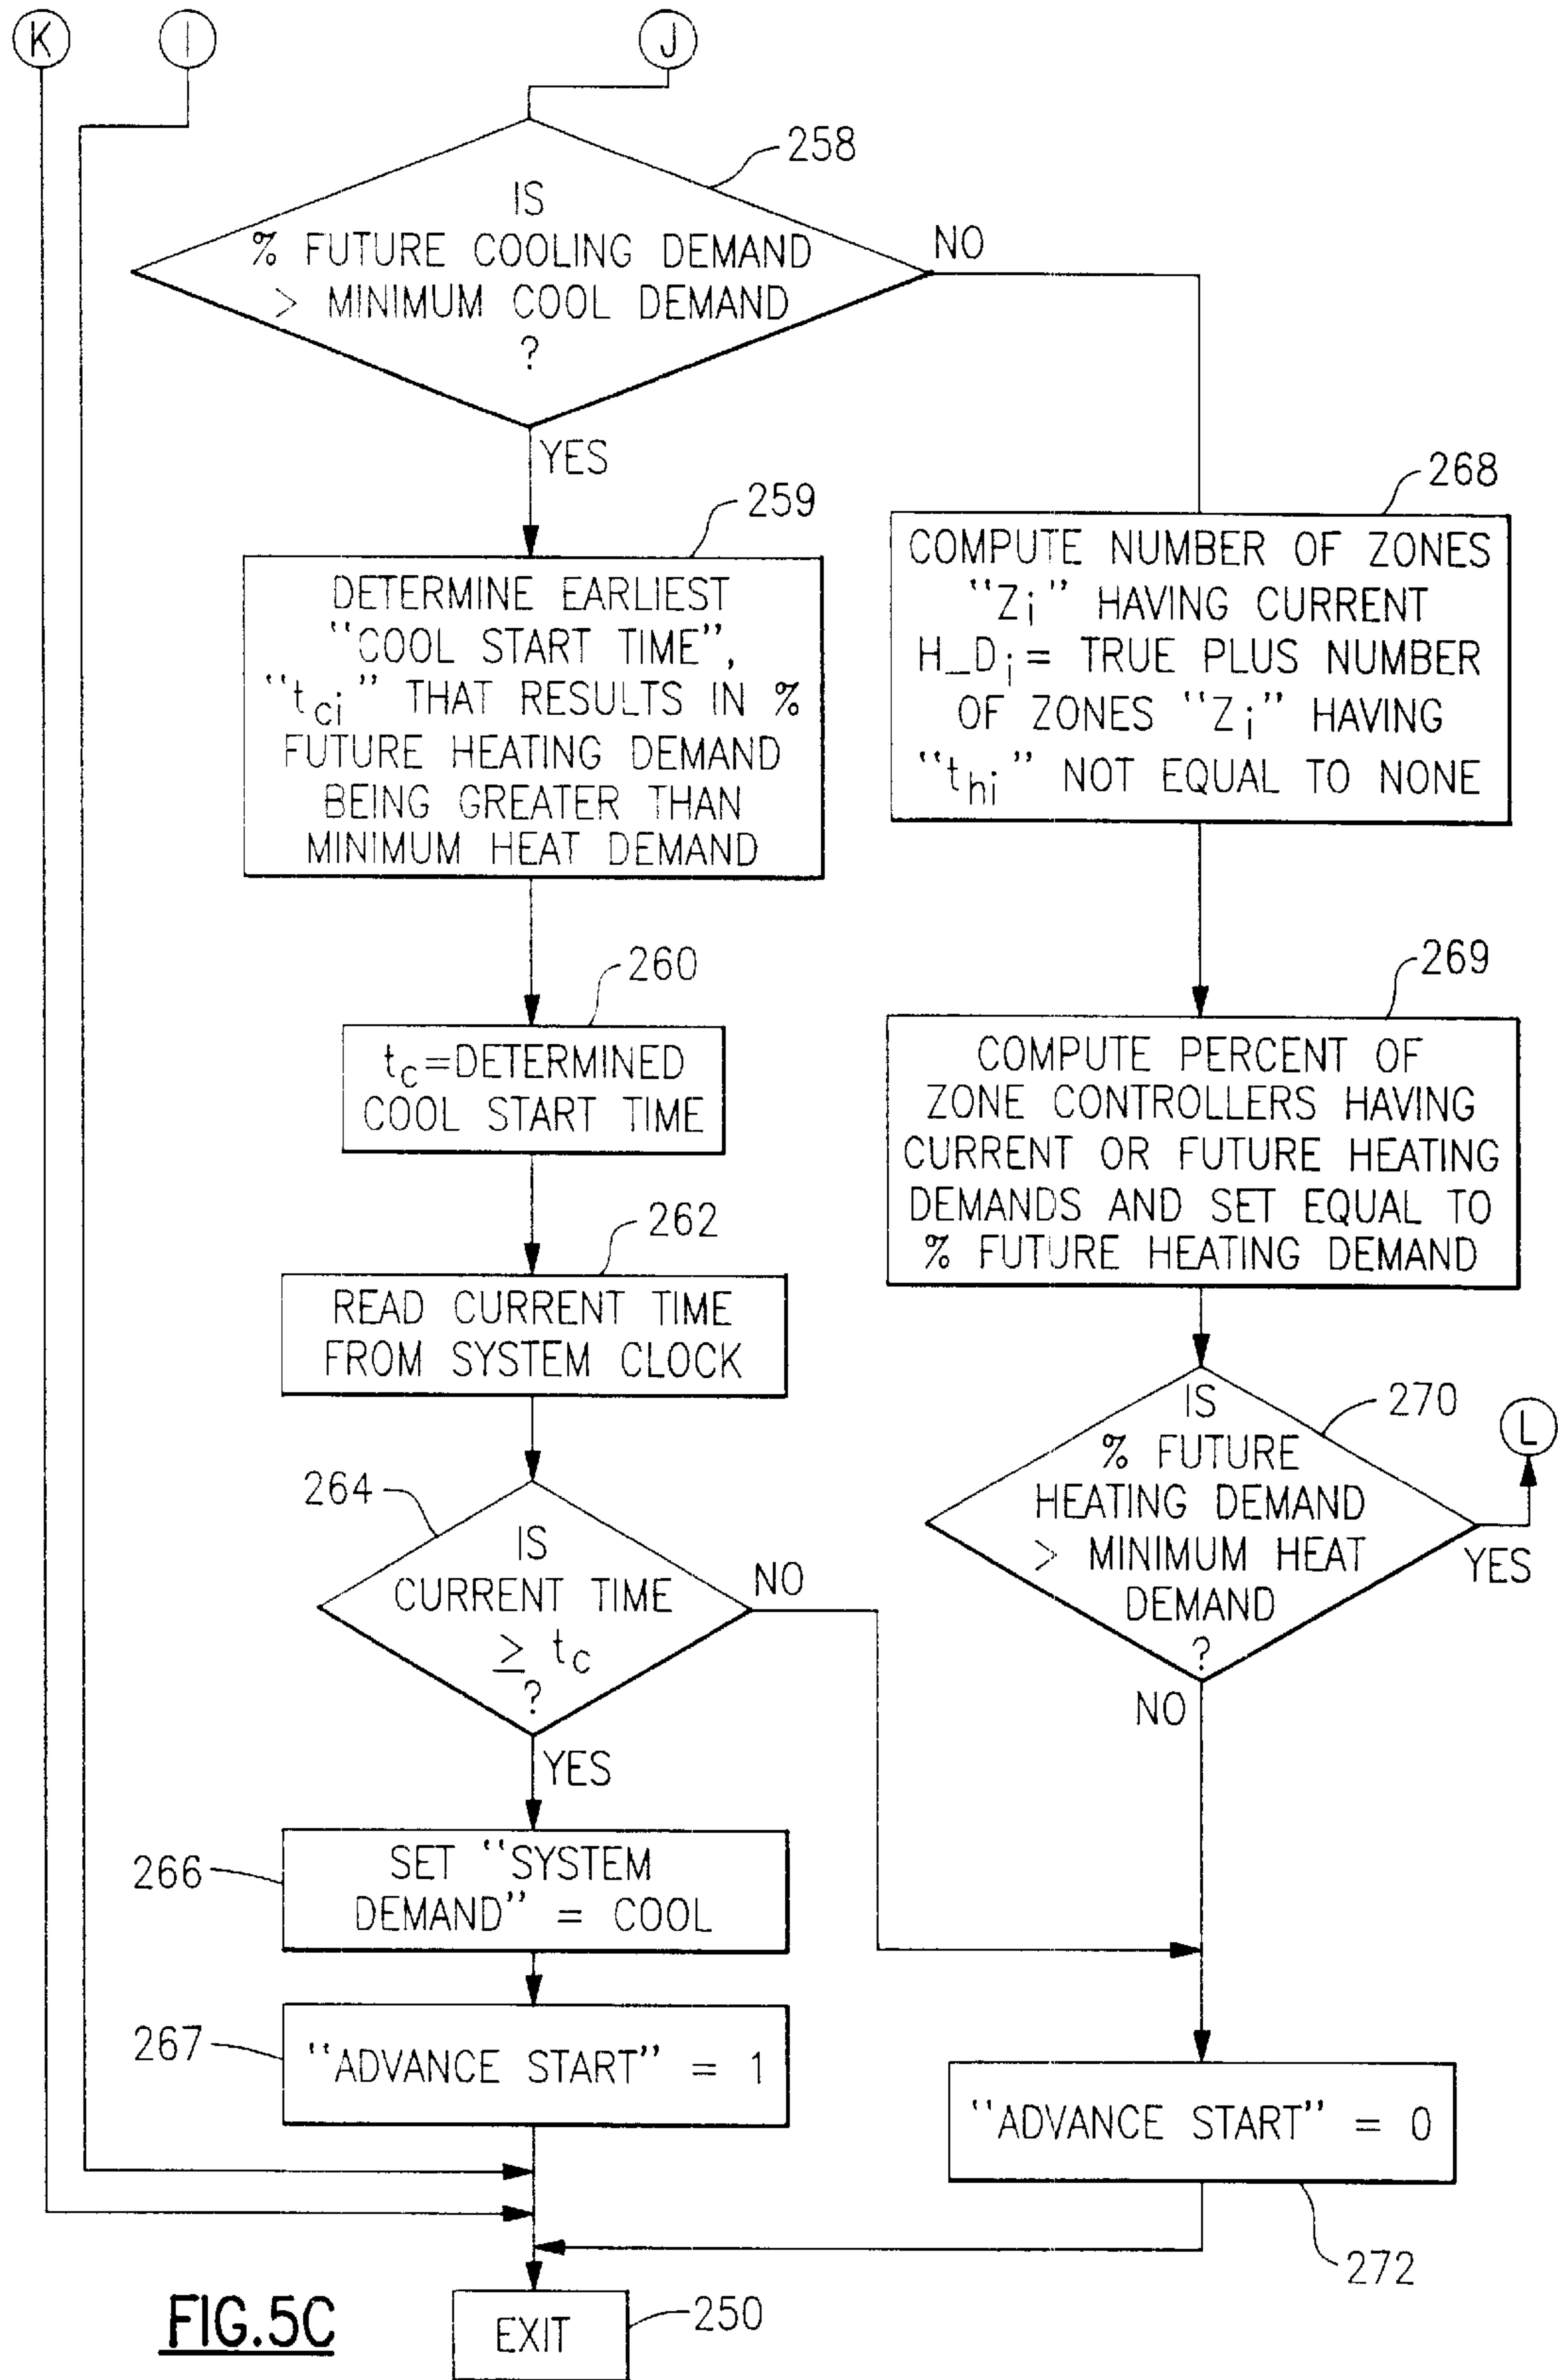 K
I
J
258
IS
% FUTURE COOLING DEMAND
> MINIMUM COOL DEMAND
?
NO
YES
259
DETERMINE EARLIEST
"COOL START TIME",
"tci" THAT RESULTS IN %
FUTURE HEATING DEMAND
BEING GREATER THAN
MINIMUM HEAT DEMAND
268
COMPUTE NUMBER OF ZONES
"Zi" HAVING CURRENT
H_Di = TRUE PLUS NUMBER
OF ZONES "Zi" HAVING
"thi" NOT EQUAL TO NONE
260
tc=DETERMINED
COOL START TIME
269
COMPUTE PERCENT OF
ZONE CONTROLLERS HAVING
CURRENT OR FUTURE HEATING
DEMANDS AND SET EQUAL TO
% FUTURE HEATING DEMAND
262
READ CURRENT TIME
FROM SYSTEM CLOCK
270
IS
% FUTURE
HEATING DEMAND
> MINIMUM HEAT
DEMAND
?
L
YES
NO
264
IS
CURRENT TIME
≥ tc
?
NO
YES
266
SET "SYSTEM
DEMAND" = COOL
267
"ADVANCE START" = 1
"ADVANCE START" = 0
272
EXIT
250
FIG.5C